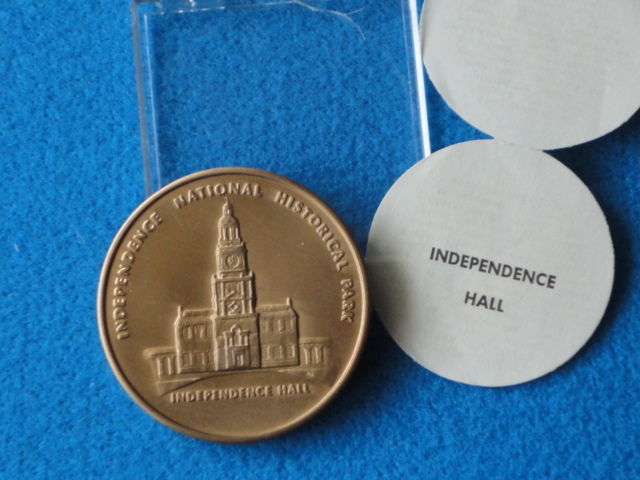 INDEPENDENCE NATIONAL HISTORICAL PARK
INDEPENDENCE HALL
INDEPENDENCE
HALL